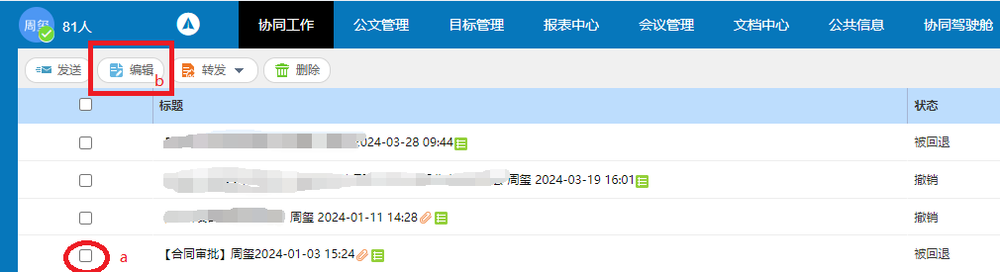 周玺 81人 协同工作 公文管理 目标管理 报表中心 会议管理 文档中心 公共信息 协同驾驶舱
发送 编辑 转发 删除
b
标题 状态
2024-03-28 09:44 被回退
周玺 2024-03-19 16:01 撤销
周玺 2024-01-11 14:28 撤销
【合同审批】周玺2024-01-03 15:24 被回退
a